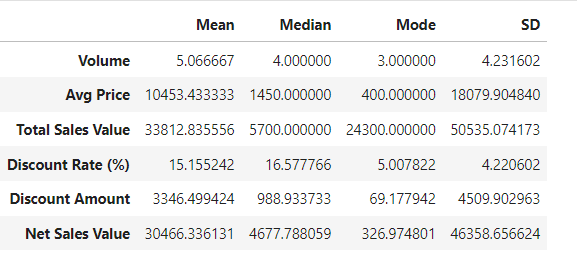 Mean Median Mode SD
Volume 5.066667 4.000000 3.000000 4.231602
Avg Price 10453.433333 1450.000000 400.000000 18079.904840
Total Sales Value 33812.835556 5700.000000 24300.000000 50535.074173
Discount Rate (%) 15.155242 16.577766 5.007822 4.220602
Discount Amount 3346.499424 988.933733 69.177942 4509.902963
Net Sales Value 30466.336131 4677.788059 326.974801 46358.656624